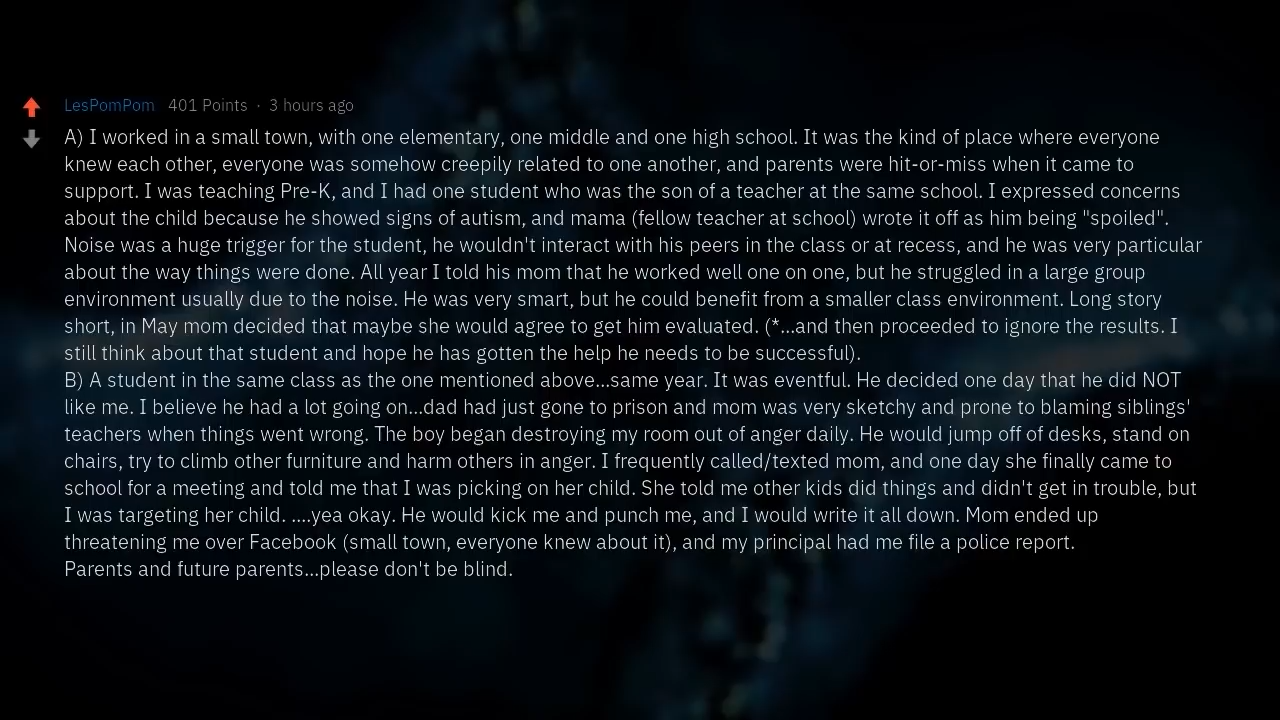 LesPomPom 401 Points · 3 hours ago
A) I worked in a small town, with one elementary, one middle and one high school. It was the kind of place where everyone
knew each other, everyone was somehow creepily related to one another, and parents were hit-or-miss when it came to
support. I was teaching Pre-K, and I had one student who was the son of a teacher at the same school. I expressed concerns
about the child because he showed signs of autism, and mama (fellow teacher at school) wrote it off as him being "spoiled".
Noise was a huge trigger for the student, he wouldn't interact with his peers in the class or at recess, and he was very particular
about the way things were done. All year I told his mom that he worked well one on one, but he struggled in a large group
environment usually due to the noise. He was very smart, but he could benefit from a smaller class environment. Long story
short, in May mom decided that maybe she would agree to get him evaluated. (*...and then proceeded to ignore the results. I
still think about that student and hope he has gotten the help he needs to be successful).
B) A student in the same class as the one mentioned above...same year. It was eventful. He decided one day that he did NOT
like me. I believe he had a lot going on...dad had just gone to prison and mom was very sketchy and prone to blaming siblings'
teachers when things went wrong. The boy began destroying my room out of anger daily. He would jump off of desks, stand on
chairs, try to climb other furniture and harm others in anger. I frequently called/texted mom, and one day she finally came to
school for a meeting and told me that I was picking on her child. She told me other kids did things and didn't get in trouble, but
I was targeting her child. ....yea okay. He would kick me and punch me, and I would write it all down. Mom ended up
threatening me over Facebook (small town, everyone knew about it), and my principal had me file a police report.
Parents and future parents...please don't be blind.